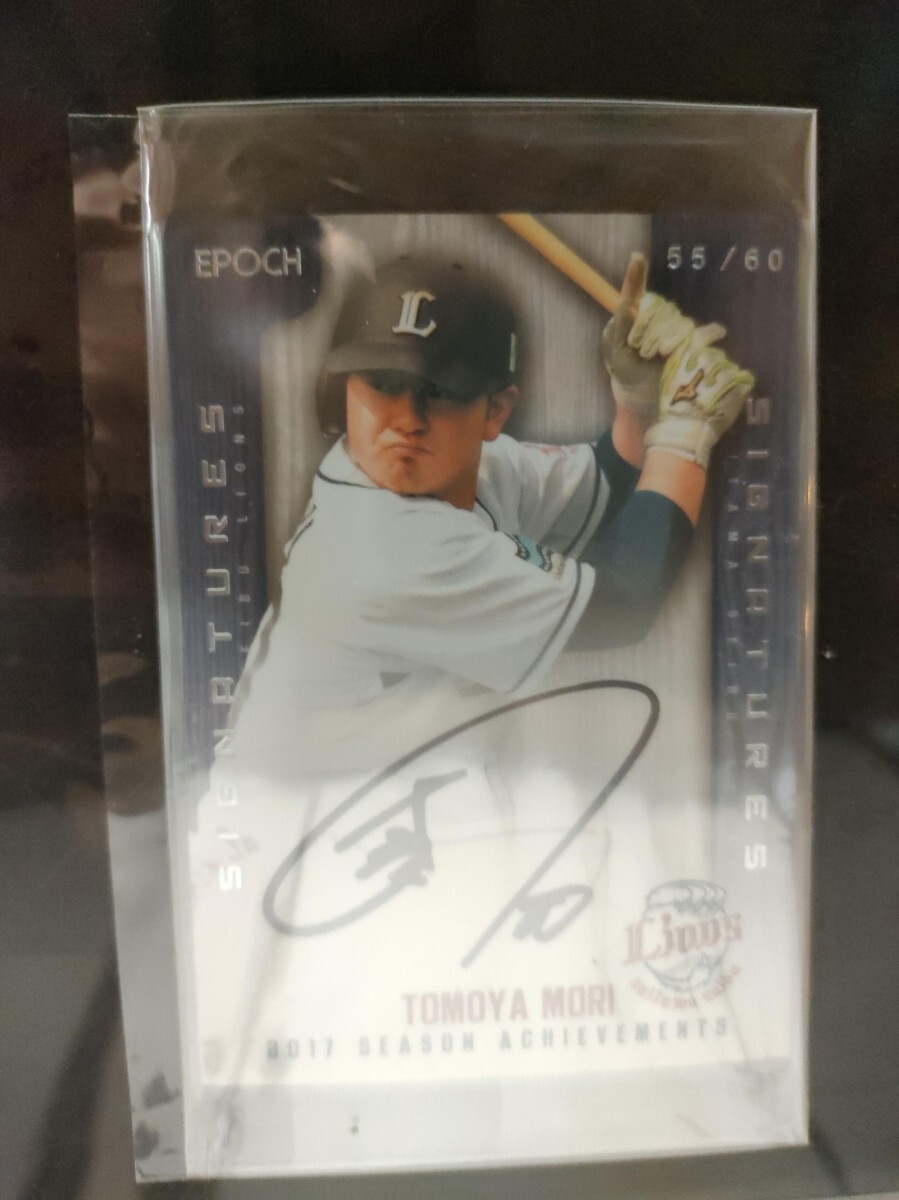 EPOCH
55/60
SIGNATURES
SIGNATURES
L
Lions
TOMOYA MORI
2017 SEASON ACHIEVEMENTS